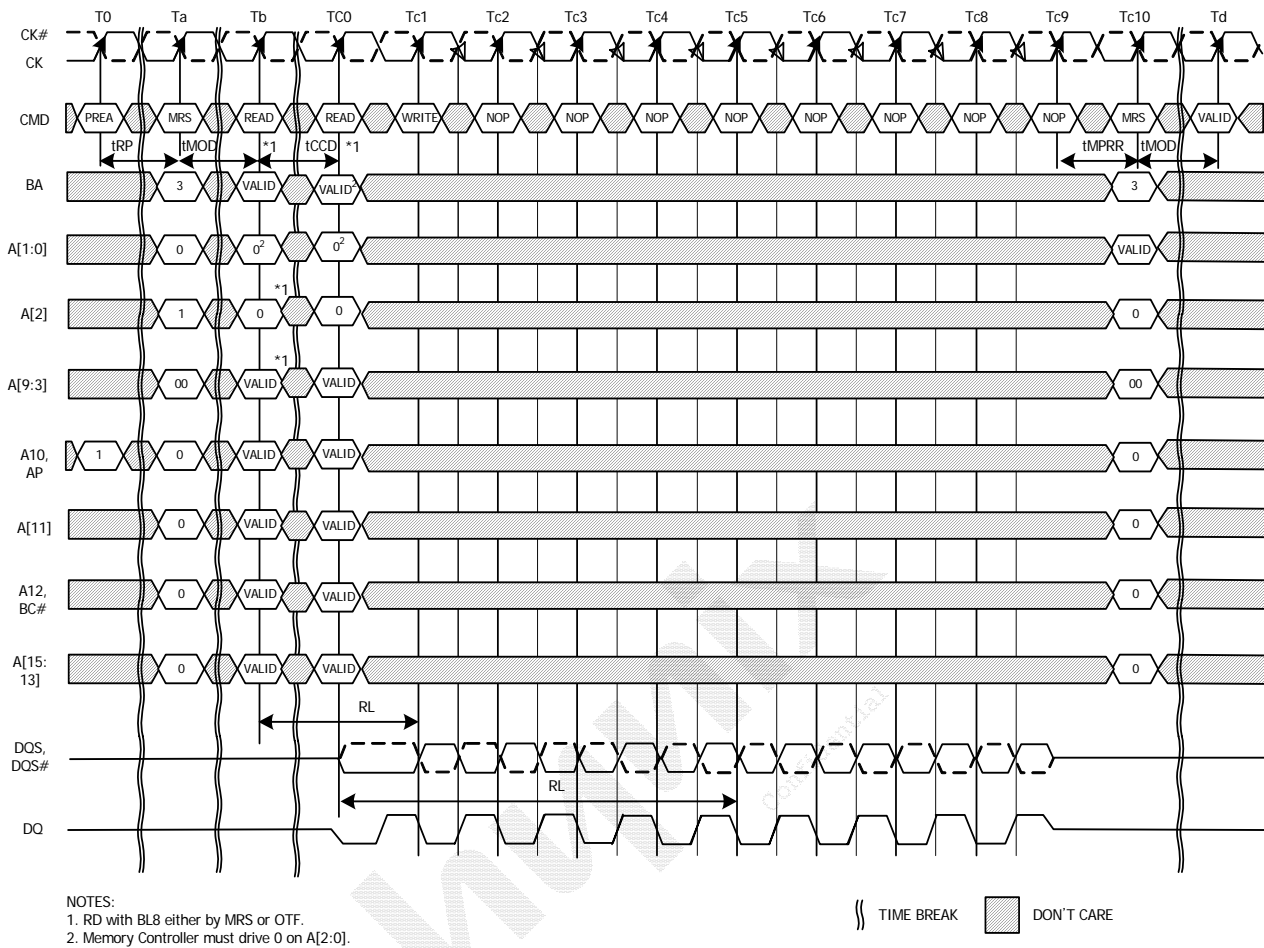 T0 Ta Tb TC0 Tc1 Tc2 Tc3 Tc4 Tc5 Tc6 Tc7 Tc8 Tc9 Tc10 Td
CK#
CK
CMD PREA MRS READ READ WRITE NOP NOP NOP NOP NOP NOP NOP NOP MRS VALID
tRP tMOD *1 tCCD *1 tMPRR tMOD
BA 3 VALID VALID2 3
A[1:0] 0 02 02 VALID
*1
A[2] 1 0 0 0
*1
A[9:3] 00 VALID VALID 00
A10,
AP 1 0 VALID VALID 0
A[11] 0 VALID VALID 0
A12,
BC# 0 VALID VALID 0
A[15:
13] 0 VALID VALID 0
RL
DQS,
DQS#
RL
DQ
Confidential
NOTES:
1. RD with BL8 either by MRS or OTF.
2. Memory Controller must drive 0 on A[2:0].
TIME BREAK DON'T CARE